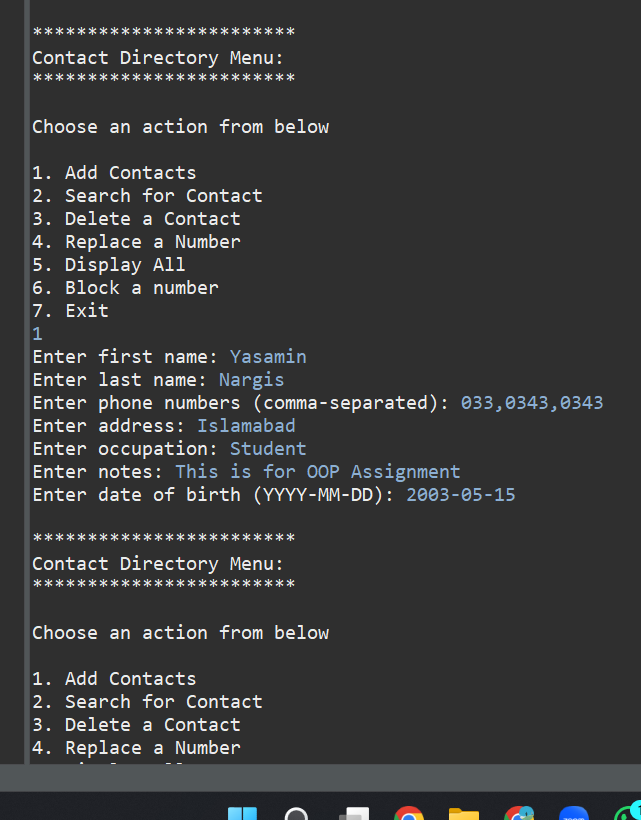 ************************
Contact Directory Menu:
************************
Choose an action from below
1. Add Contacts
2. Search for Contact
3. Delete a Contact
4. Replace a Number
5. Display All
6. Block a number
7. Exit
1
Enter first name: Yasamin
Enter last name: Nargis
Enter phone numbers (comma-separated): 033,0343,0343
Enter address: Islamabad
Enter occupation: Student
Enter notes: This is for OOP Assignment
Enter date of birth (YYYY-MM-DD): 2003-05-15
************************
Contact Directory Menu:
************************
Choose an action from below
1. Add Contacts
2. Search for Contact
3. Delete a Contact
4. Replace a Number